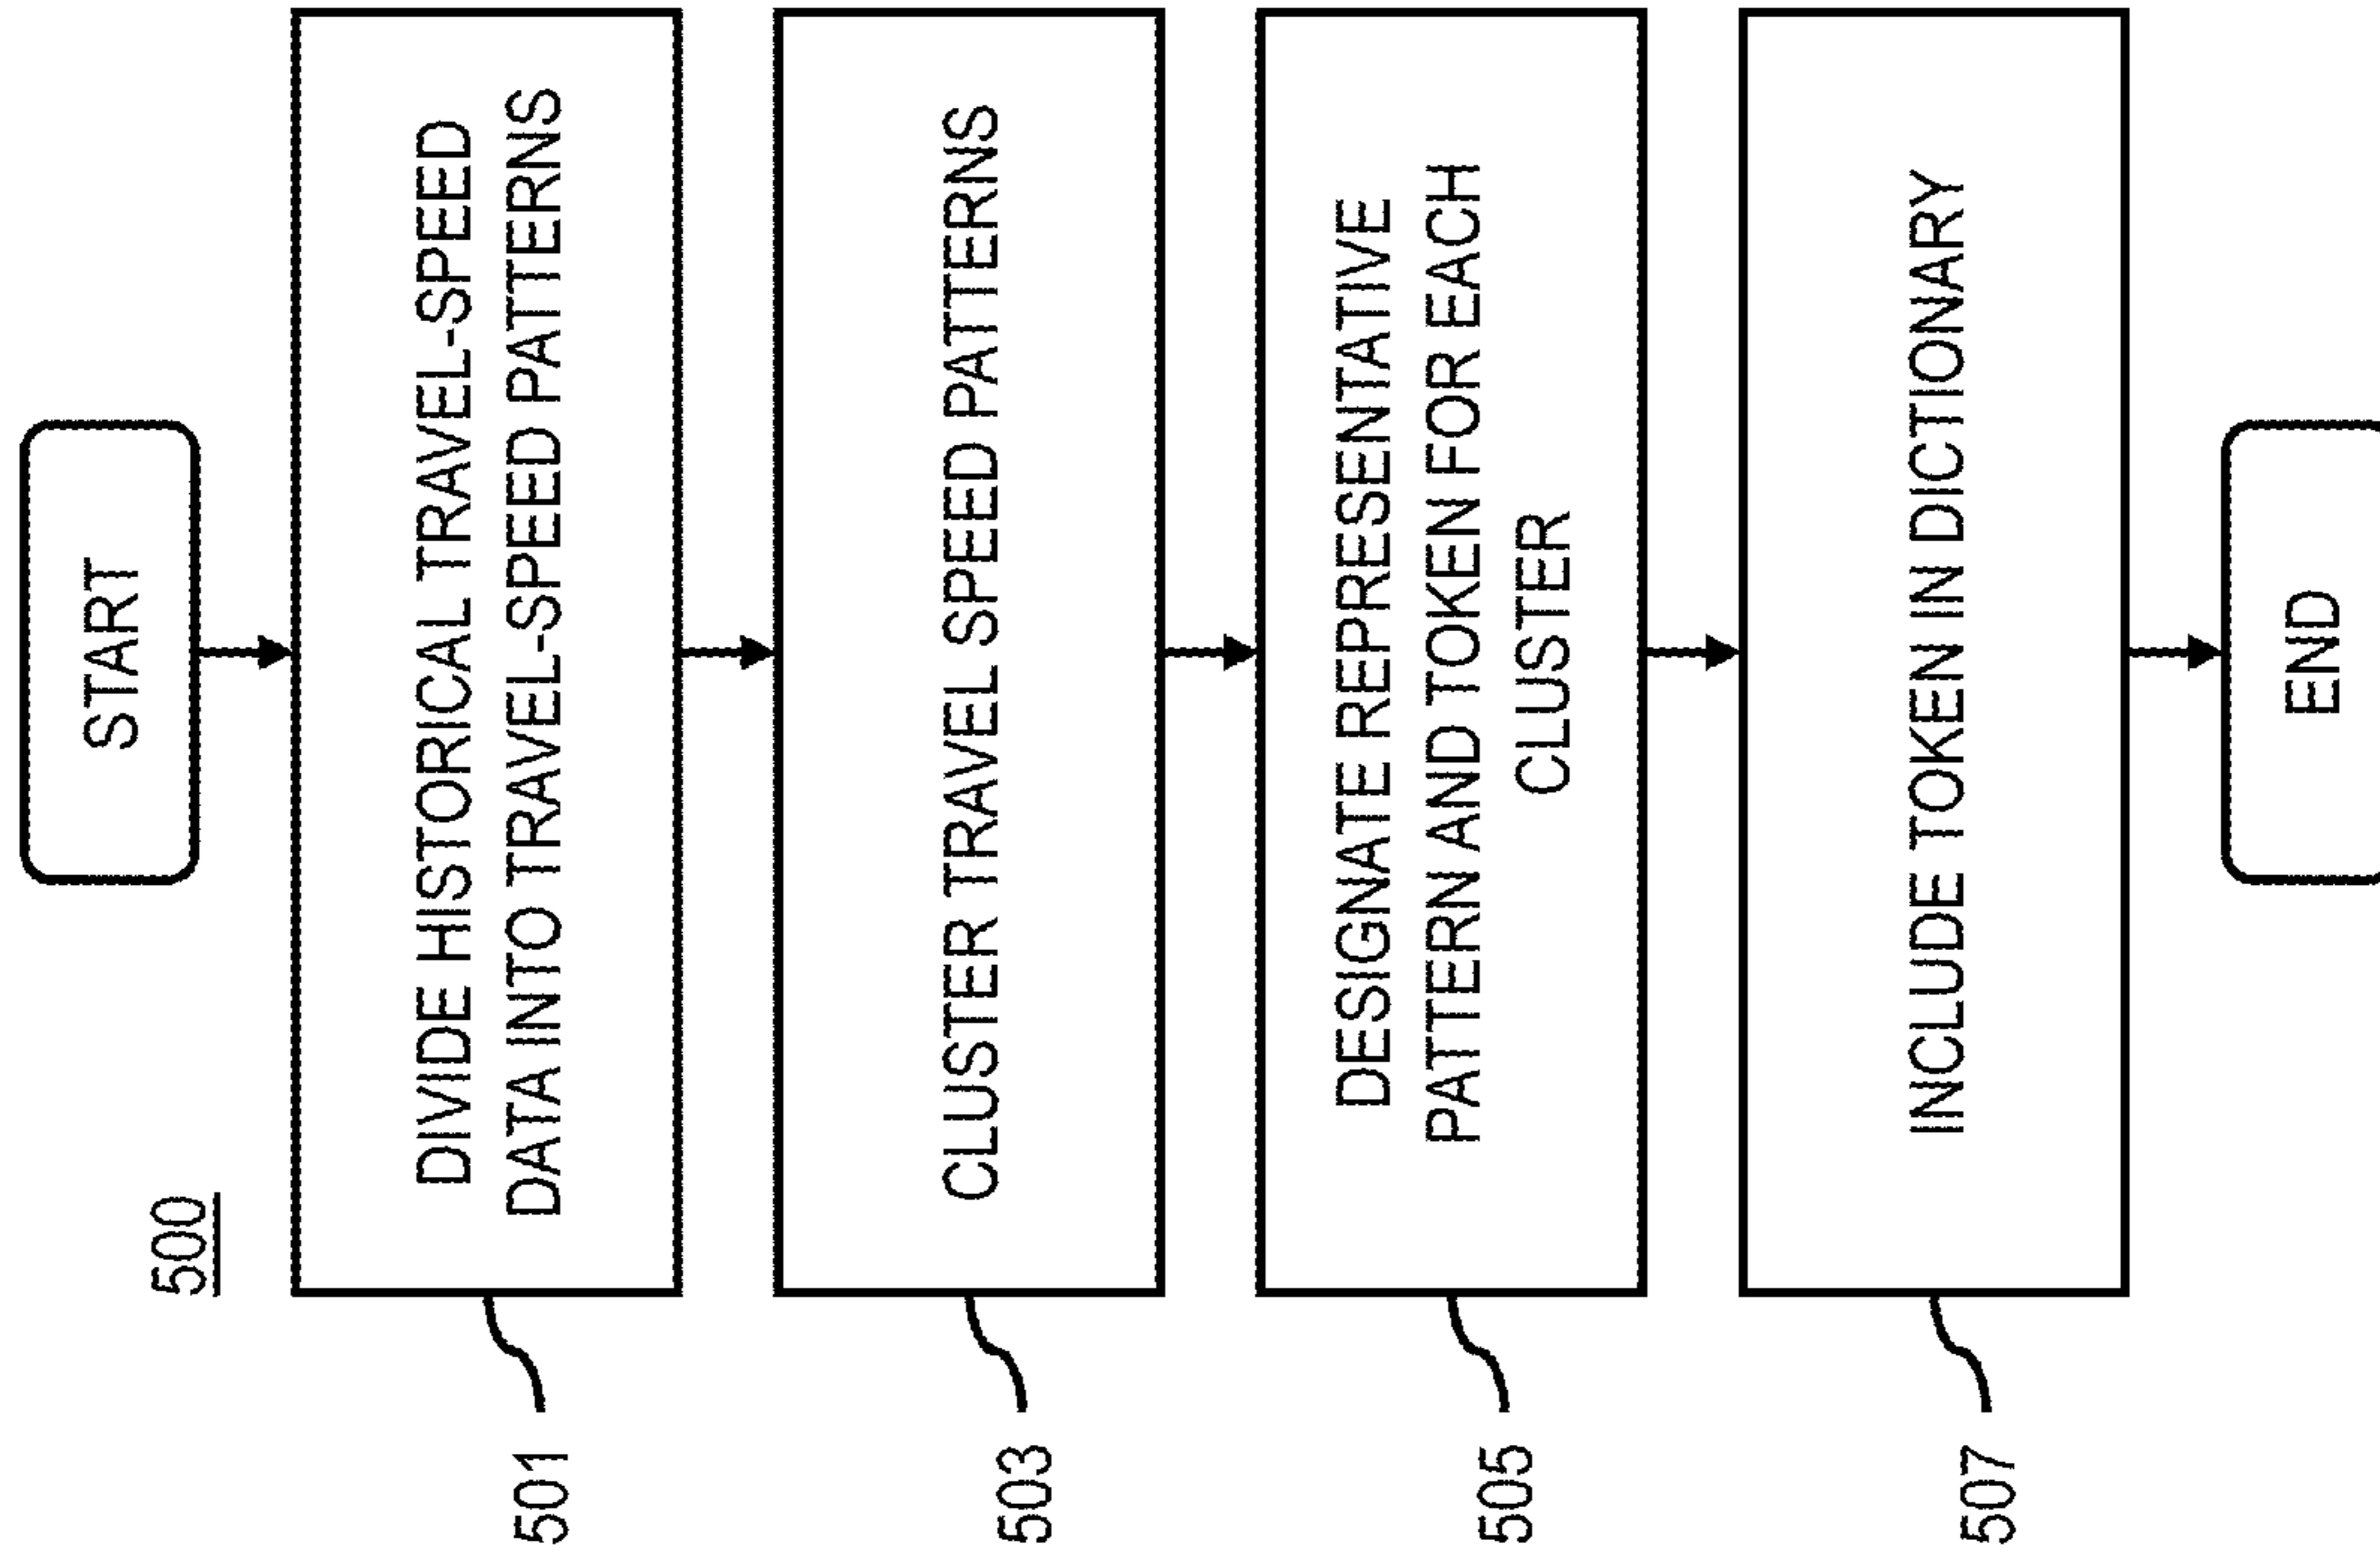 500
START
501
DIVIDE HISTORICAL TRAVEL-SPEED
DATA INTO TRAVEL-SPEED PATTERNS
503
CLUSTER TRAVEL SPEED PATTERNS
505
DESIGNATE REPRESENTATIVE
PATTERN AND TOKEN FOR EACH
CLUSTER
507
INCLUDE TOKEN IN DICTIONARY
END